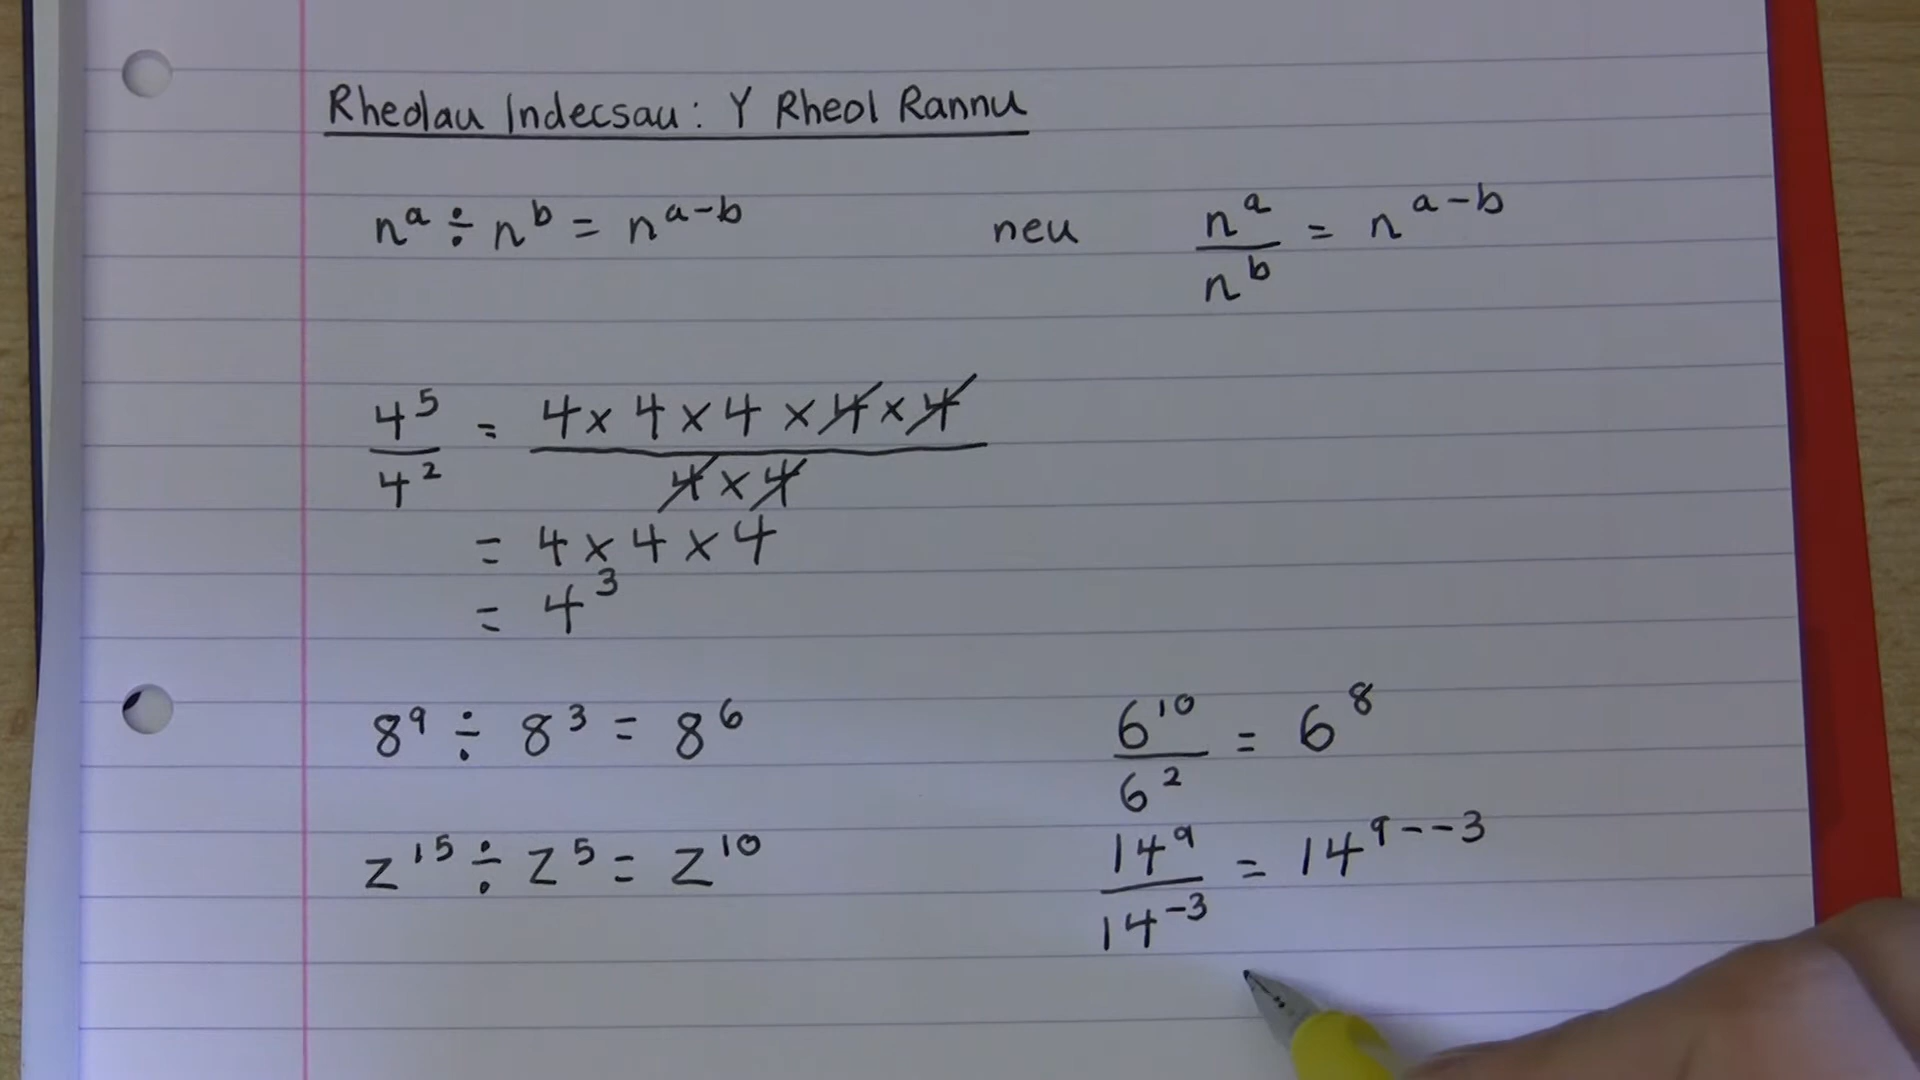 Rheolau Indecsau: Y Rheol Rannu
nᵃ ÷ nᵇ = nᵃ⁻ᵇ neu nᵃ/nᵇ = nᵃ⁻ᵇ
4⁵/4² = 4 × 4 × 4 × 4 × 4 / 4 × 4
= 4 × 4 × 4
= 4³
8⁹ ÷ 8³ = 8⁶ 6¹⁰/6² = 6⁸
z¹⁵ ÷ z⁵ = z¹⁰ 14⁹/14⁻³ = 14⁹⁻⁻³